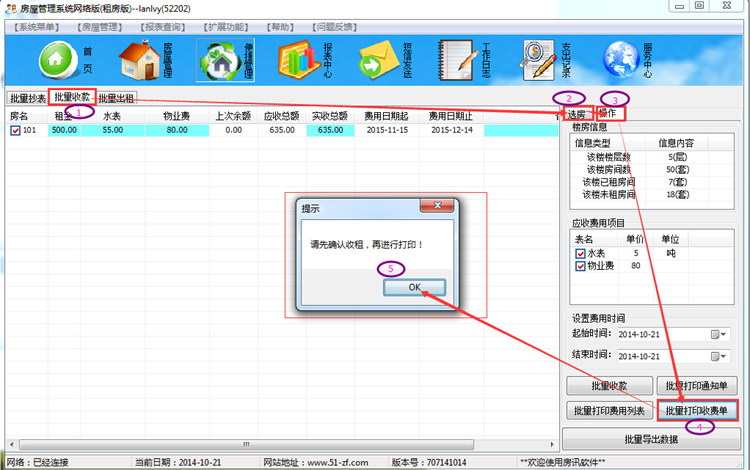 房屋管理系统网络版(租房版)--lanlvy(52202)
【系统菜单】 【房屋管理】 【报表查询】 【扩展功能】 【帮助】 【问题反馈】
首页 房屋管理 便捷管理 报表中心 短信发送 工作日志 支出记录 服务中心
批量抄表 批量收款 批量出租
1 2 3
选房 操作
房名 租金 水表 物业费 上次余额 应收总额 实收总额 费用日期起 费用日期止
101 500.00 55.00 80.00 0.00 635.00 635.00 2015-11-15 2015-12-14
楼房信息
信息类型 信息内容
该楼楼层数 5(层)
该楼房间数 50(套)
该楼已租房间 7(套)
该楼未租房间 18(套)
提示
请先确认收租，再进行打印！
5
OK
应收费用项目
表名 单价 单位
水表 5 吨
物业费 80
设置费用时间
起始时间： 2014-10-21
结束时间： 2014-10-21
批量收款 批量打印通知单
批量打印费用列表 批量打印收费单
4
批量导出数据
网络：已经连接 当前日期：2014-10-21 网站地址：www.51-zf.com 版本号：707141014 **欢迎使用房讯软件**